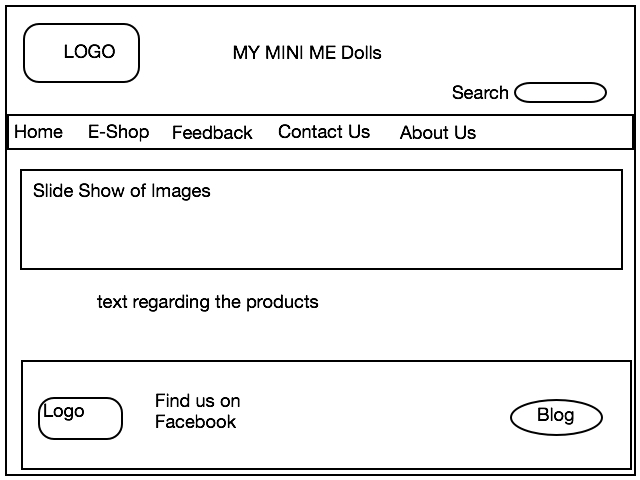 LOGO
MY MINI ME Dolls
Search
Home E-Shop Feedback Contact Us About Us
Slide Show of Images
text regarding the products
Logo
Find us on
Facebook
Blog